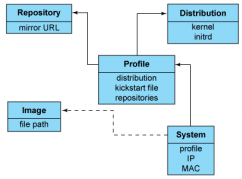 Repository
mirror URL
Distribution
kernel
initrd
Profile
distribution
kickstart file
repositories
Image
file path
System
profile
IP
MAC